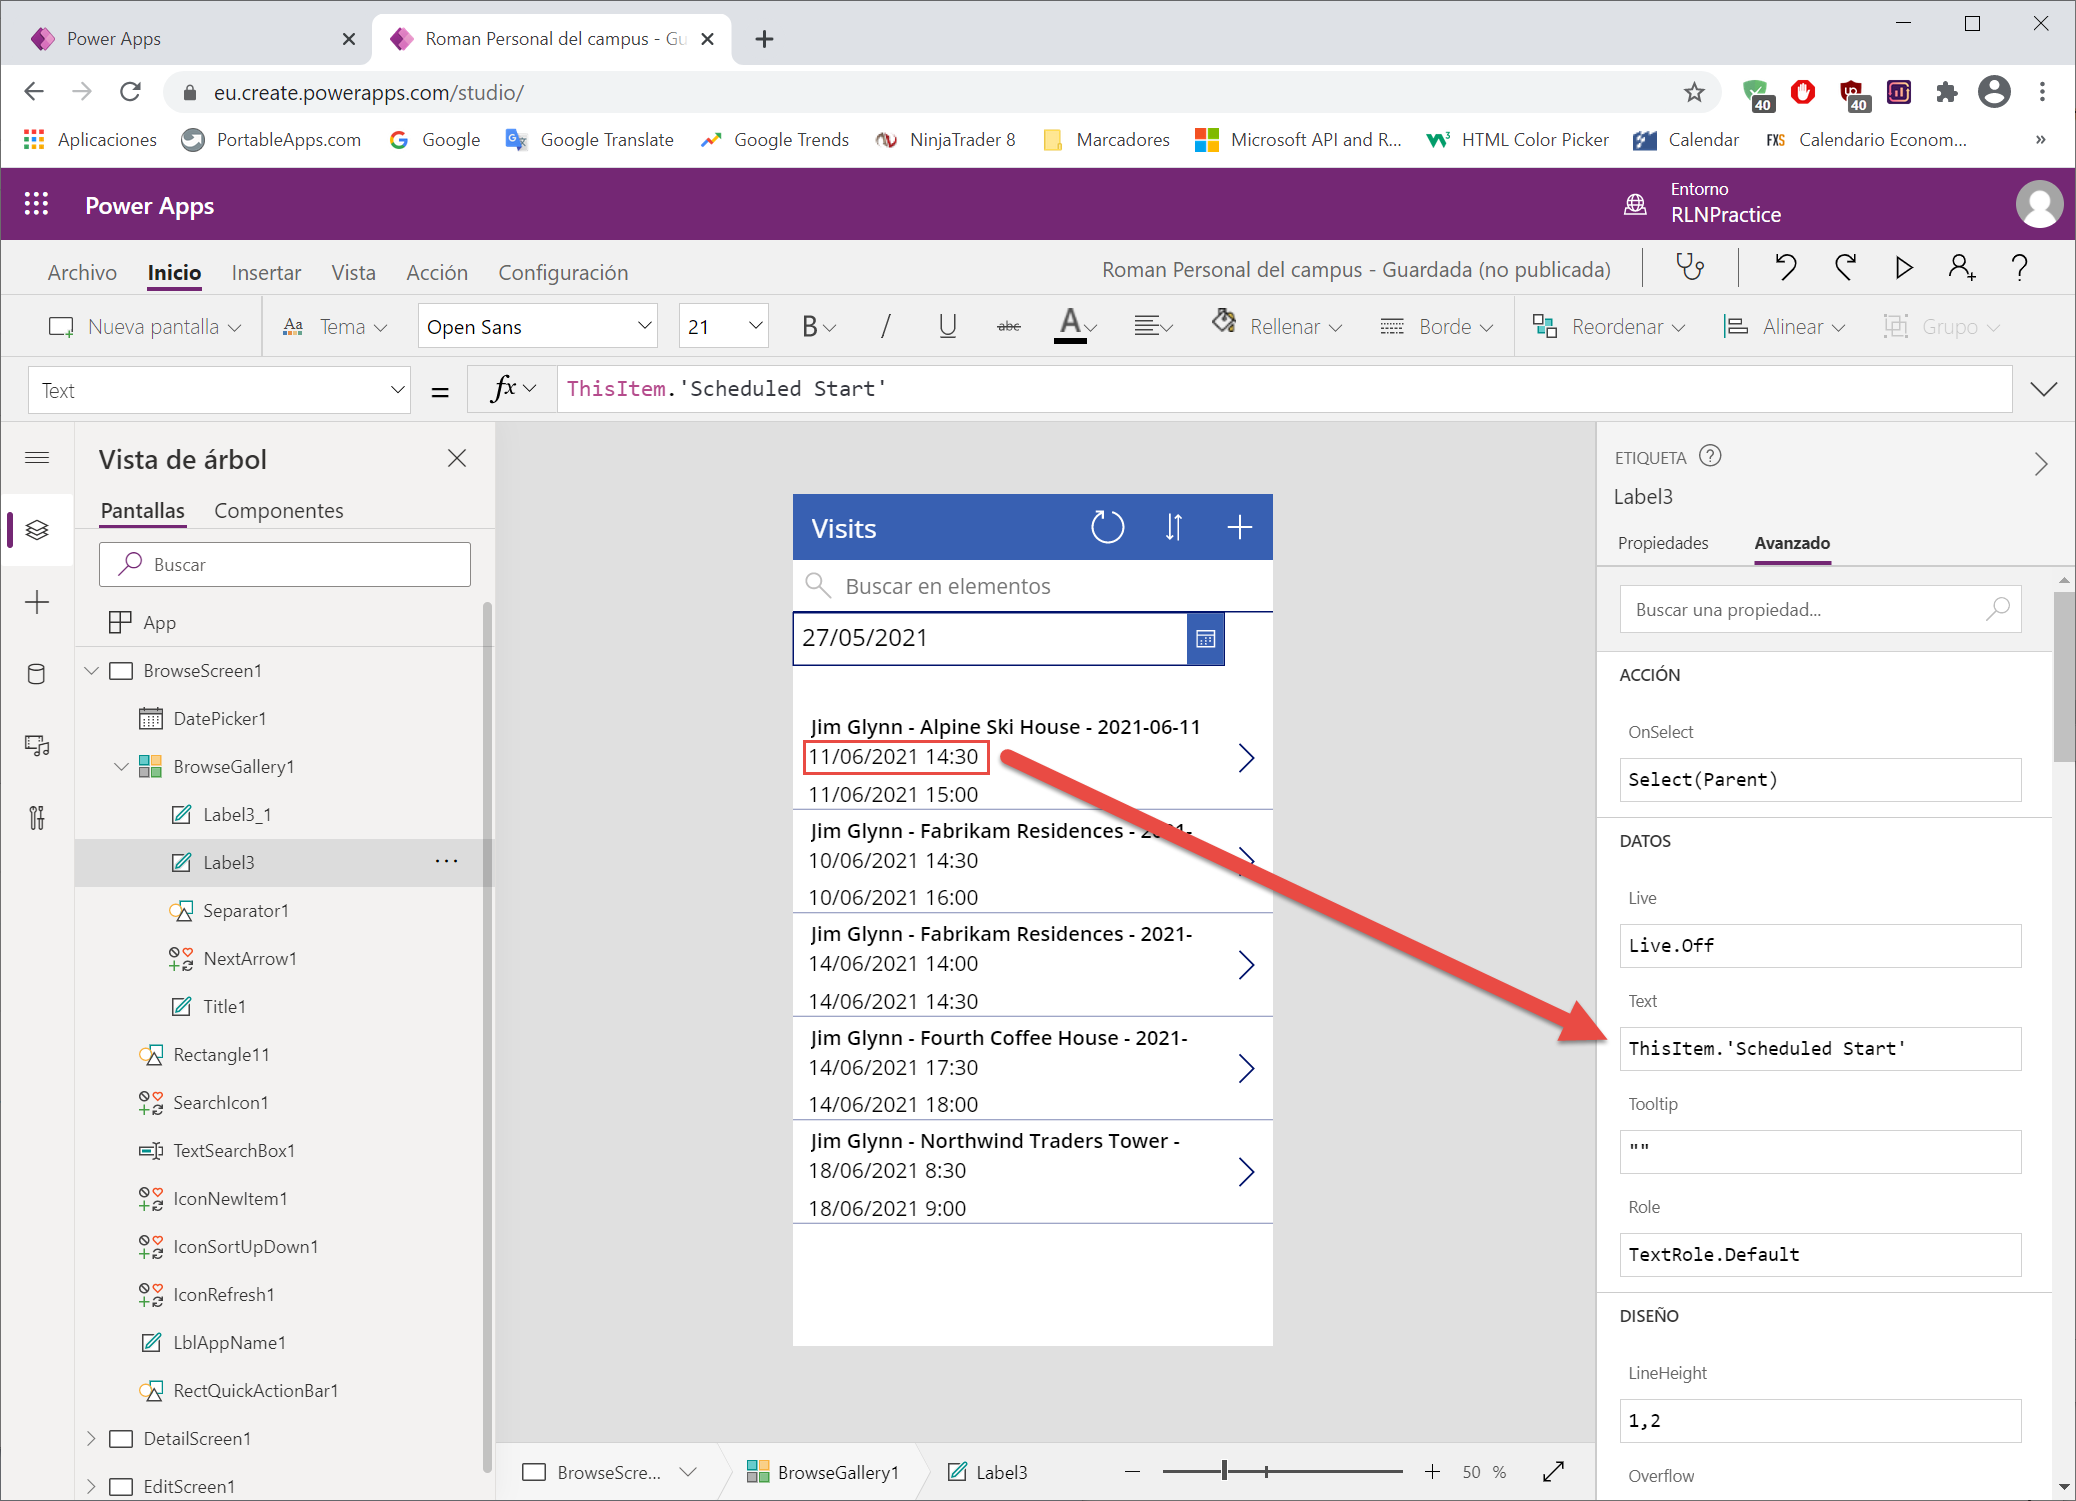 Power Apps
Roman Personal del campus - Gu
eu.create.powerapps.com/studio/
40
40
Aplicaciones
PortableApps.com
Google
Google Translate
Google Trends
NinjaTrader 8
Marcadores
Microsoft API and R...
HTML Color Picker
Calendar
FXS
Calendario Econom...
»
Power Apps
Entorno
RLNPractice
Archivo
Inicio
Insertar
Vista
Acción
Configuración
Roman Personal del campus - Guardada (no publicada)
Nueva pantalla
Tema
Open Sans
21
B
/
U
abc
A
Rellenar
Borde
Reordenar
Alinear
Grupo
Text
=
fx
ThisItem.'Scheduled Start'
Vista de árbol
Pantallas
Componentes
Buscar
App
BrowseScreen1
DatePicker1
BrowseGallery1
Label3_1
Label3
...
Separator1
NextArrow1
Title1
Rectangle11
SearchIcon1
TextSearchBox1
IconNewItem1
IconSortUpDown1
IconRefresh1
LblAppName1
RectQuickActionBar1
DetailScreen1
EditScreen1
Visits
Buscar en elementos
27/05/2021
Jim Glynn - Alpine Ski House - 2021-06-11
11/06/2021 14:30
11/06/2021 15:00
Jim Glynn - Fabrikam Residences - 2021-
10/06/2021 14:30
10/06/2021 16:00
Jim Glynn - Fabrikam Residences - 2021-
14/06/2021 14:00
14/06/2021 14:30
Jim Glynn - Fourth Coffee House - 2021-
14/06/2021 17:30
14/06/2021 18:00
Jim Glynn - Northwind Traders Tower -
18/06/2021 8:30
18/06/2021 9:00
BrowseScre...
BrowseGallery1
Label3
50 %
ETIQUETA
Label3
Propiedades
Avanzado
Buscar una propiedad...
ACCIÓN
OnSelect
Select(Parent)
DATOS
Live
Live.Off
Text
ThisItem.'Scheduled Start'
Tooltip
""
Role
TextRole.Default
DISEÑO
LineHeight
1,2
Overflow